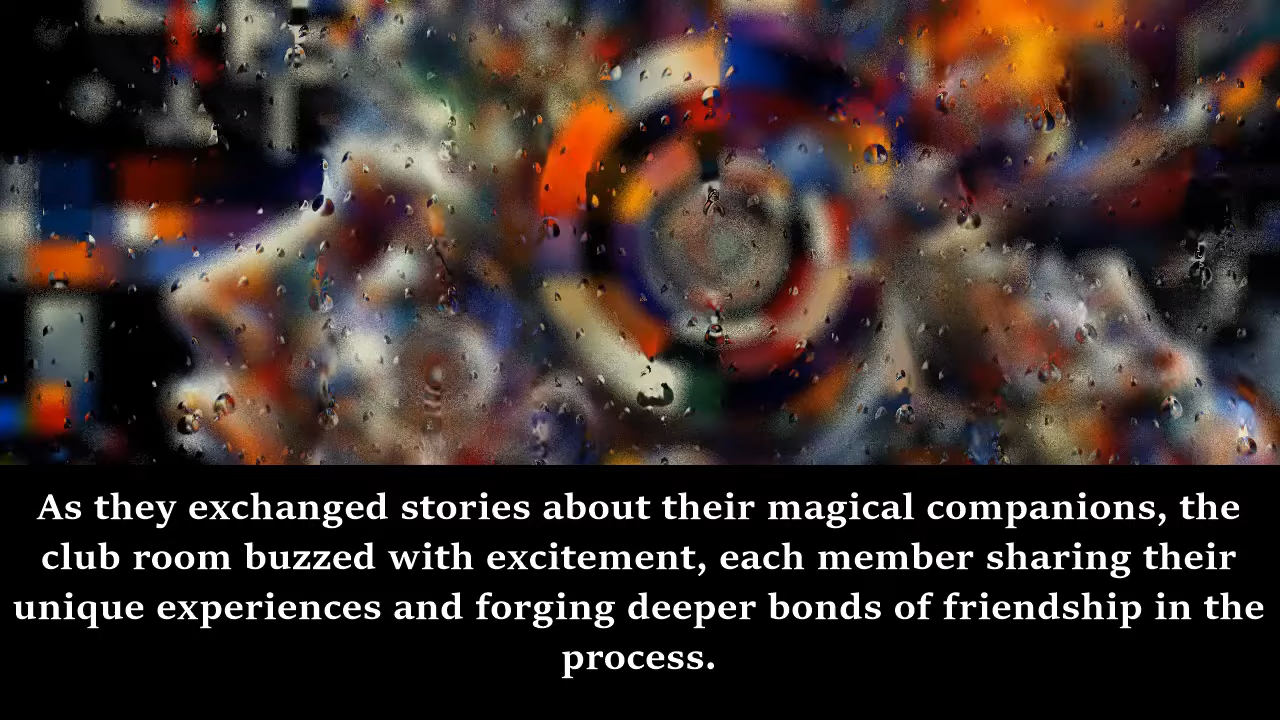 As they exchanged stories about their magical companions, the
club room buzzed with excitement, each member sharing their
unique experiences and forging deeper bonds of friendship in the
process.